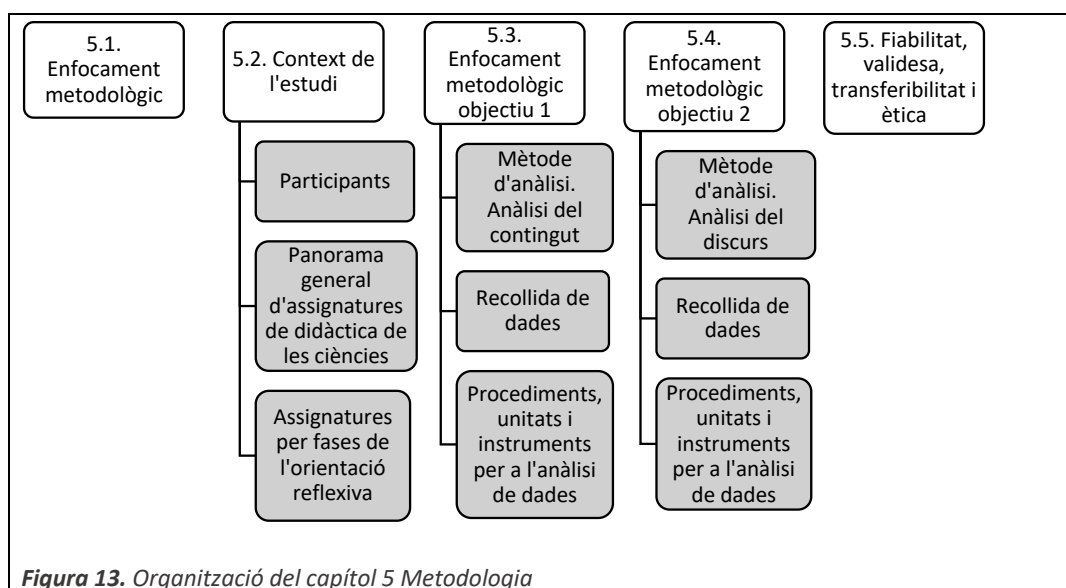 5.1.
Enfocament
metodològic
5.2. Context de
l'estudi
Participants
Panorama
general
d'assignatures
de didàctica de
les ciències
Assignatures
per fases de
l'orientació
reflexiva
5.3.
Enfocament
metodològic
objectiu 1
Mètode
d'anàlisi.
Anàlisi del
contingut
Recollida de
dades
Procediments,
unitats i
instruments
per a l'anàlisi
de dades
5.4.
Enfocament
metodològic
objectiu 2
Mètode
d'anàlisi.
Anàlisi del
discurs
Recollida de
dades
Procediments,
unitats i
instruments
per a l'anàlisi
de dades
5.5. Fiabilitat,
validesa,
transferibilitat i
ètica
Figura 13. Organització del capítol 5 Metodologia